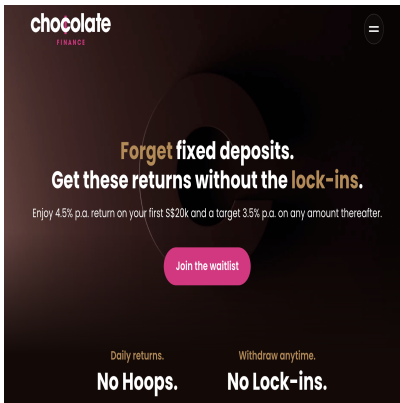 chocolate
FINANCE
Forget fixed deposits.
Get these returns without the lock-ins.
Enjoy 4.5% p.a. return on your first S$20k and a target 3.5% p.a. on any amount thereafter.
Join the waitlist
Daily returns.
No Hoops.
Withdraw anytime.
No Lock-ins.